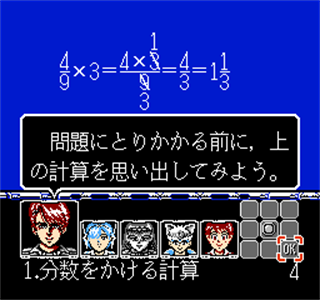 4/9×3=4×3̸/9̸=4/3=1 1/3
1
3
問題にとりかかる前に，上
の計算を思い出してみよう。
OK
1.分数をかける計算 4